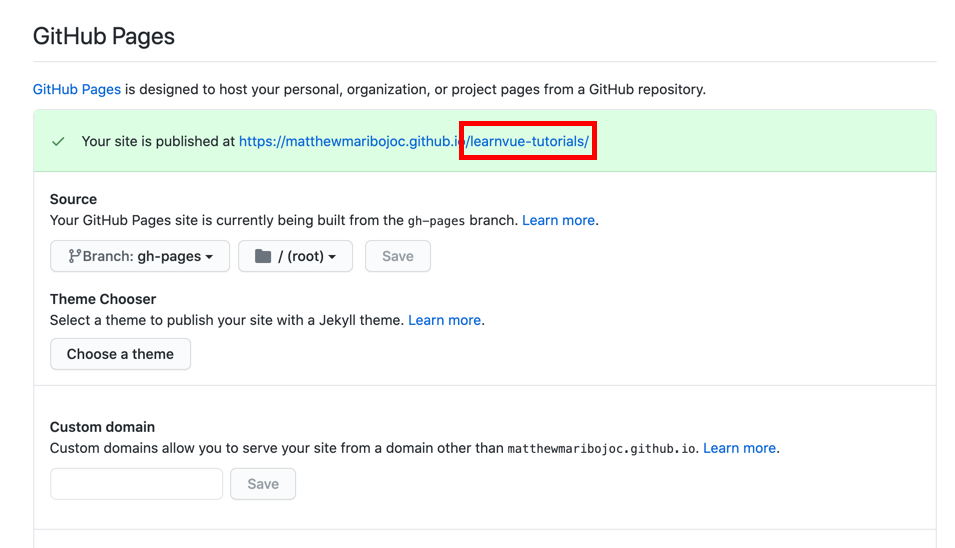 GitHub Pages
GitHub Pages is designed to host your personal, organization, or project pages from a GitHub repository.
Your site is published at https://matthewmaribojoc.github.io/learnvue-tutorials/
Source
Your GitHub Pages site is currently being built from the gh-pages branch. Learn more.
Branch: gh-pages / (root) Save
Theme Chooser
Select a theme to publish your site with a Jekyll theme. Learn more.
Choose a theme
Custom domain
Custom domains allow you to serve your site from a domain other than matthewmaribojoc.github.io. Learn more.
Save